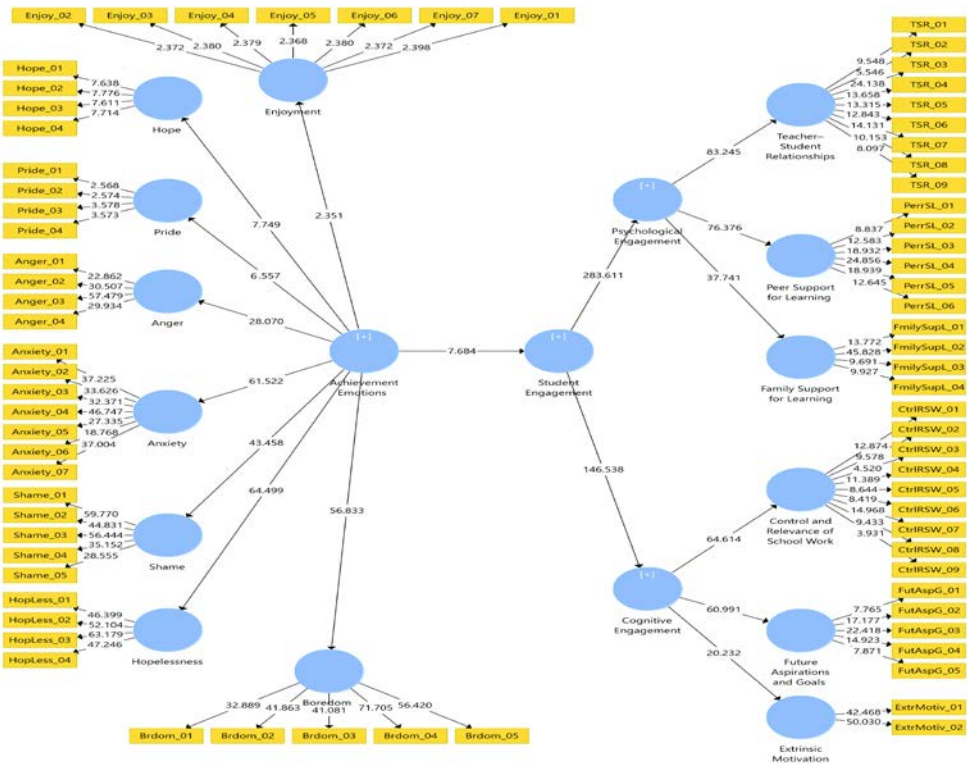 Enjoy_02
Enjoy_03
Enjoy_04
Enjoy_05
Enjoy_06
Enjoy_07
Enjoy_01
2.372
2.380
2.379
2.368
2.380
2.372
2.398
Enjoyment
Hope_01
Hope_02
Hope_03
Hope_04
7.638
7.776
7.611
7.714
Hope
Pride_01
Pride_02
Pride_03
Pride_04
2.568
2.574
3.578
3.573
Pride
Anger_01
Anger_02
Anger_03
Anger_04
22.862
30.507
57.479
29.934
Anger
Anxiety_01
Anxiety_02
Anxiety_03
Anxiety_04
Anxiety_05
Anxiety_06
Anxiety_07
37.225
33.626
32.371
46.747
27.335
18.768
37.004
Anxiety
Shame_01
Shame_02
Shame_03
Shame_04
Shame_05
59.770
44.831
56.444
35.152
28.555
Shame
HopLess_01
HopLess_02
HopLess_03
HopLess_04
46.399
52.104
63.179
47.246
Hopelessness
Boredom
32.889
41.863
41.081
71.705
56.420
Brdom_01
Brdom_02
Brdom_03
Brdom_04
Brdom_05
2.351
7.749
6.557
28.070
61.522
43.458
64.499
56.833
[+]
Achievement
Emotions
7.684
[+]
Student
Engagement
283.611
146.538
[+]
Psychological
Engagement
83.245
76.376
37.741
[+]
Cognitive
Engagement
64.614
60.991
20.232
Teacher–
Student
Relationships
9.548
5.546
24.138
13.658
13.315
12.843
14.131
10.153
8.097
TSR_01
TSR_02
TSR_03
TSR_04
TSR_05
TSR_06
TSR_07
TSR_08
TSR_09
Peer Support
for Learning
8.837
12.583
18.932
24.856
18.939
12.645
PerrSL_01
PerrSL_02
PerrSL_03
PerrSL_04
PerrSL_05
PerrSL_06
Family Support
for Learning
13.772
45.828
9.691
9.927
FmilySupL_01
FmilySupL_02
FmilySupL_03
FmilySupL_04
Control and
Relevance of
School Work
12.874
9.578
4.520
11.389
8.644
8.419
14.968
9.433
3.931
CtrlRSW_01
CtrlRSW_02
CtrlRSW_03
CtrlRSW_04
CtrlRSW_05
CtrlRSW_06
CtrlRSW_07
CtrlRSW_08
CtrlRSW_09
Future
Aspirations
and Goals
7.765
17.177
22.418
14.923
7.871
FutAspG_01
FutAspG_02
FutAspG_03
FutAspG_04
FutAspG_05
Extrinsic
Motivation
42.468
50.030
ExtrMotiv_01
ExtrMotiv_02